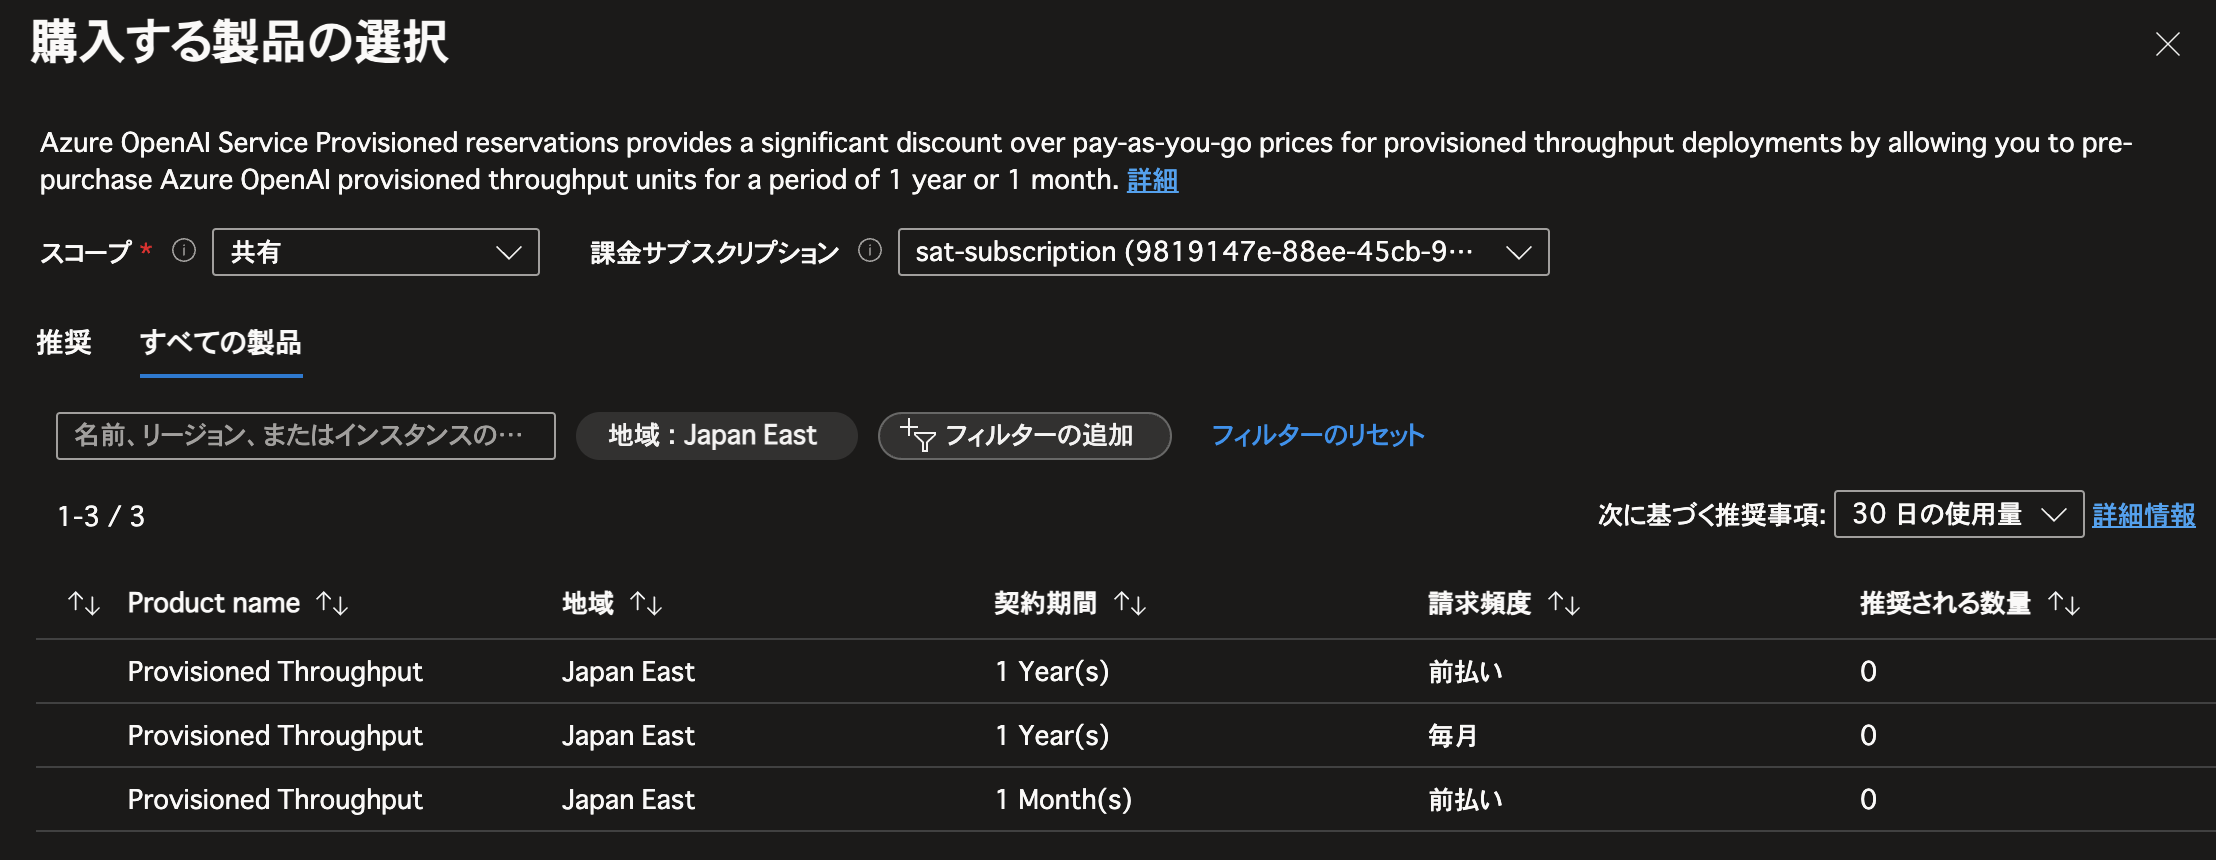 購入する製品の選択
Azure OpenAI Service Provisioned reservations provides a significant discount over pay-as-you-go prices for provisioned throughput deployments by allowing you to pre-
purchase Azure OpenAI provisioned throughput units for a period of 1 year or 1 month. 詳細
スコープ * 共有 課金サブスクリプション sat-subscription (9819147e-88ee-45cb-9…
推奨 すべての製品
名前、リージョン、またはインスタンスの… 地域 : Japan East フィルターの追加 フィルターのリセット
1-3 / 3 次に基づく推奨事項: 30 日の使用量 詳細情報
↑↓ Product name ↑↓ 地域 ↑↓ 契約期間 ↑↓ 請求頻度 ↑↓ 推奨される数量 ↑↓
Provisioned Throughput Japan East 1 Year(s) 前払い 0
Provisioned Throughput Japan East 1 Year(s) 毎月 0
Provisioned Throughput Japan East 1 Month(s) 前払い 0